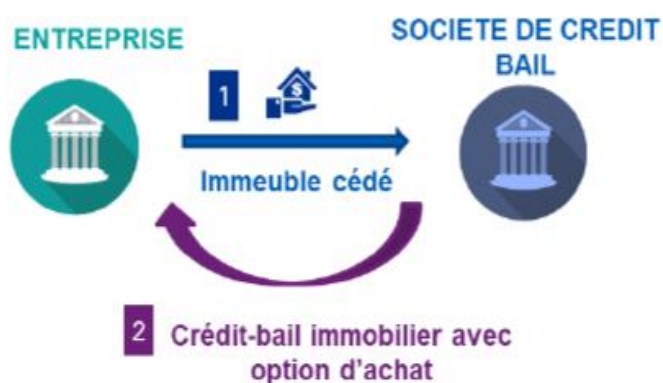 ENTREPRISE
SOCIETE DE CREDIT
BAIL
1
$
Immeuble cédé
2 Crédit-bail immobilier avec
option d'achat